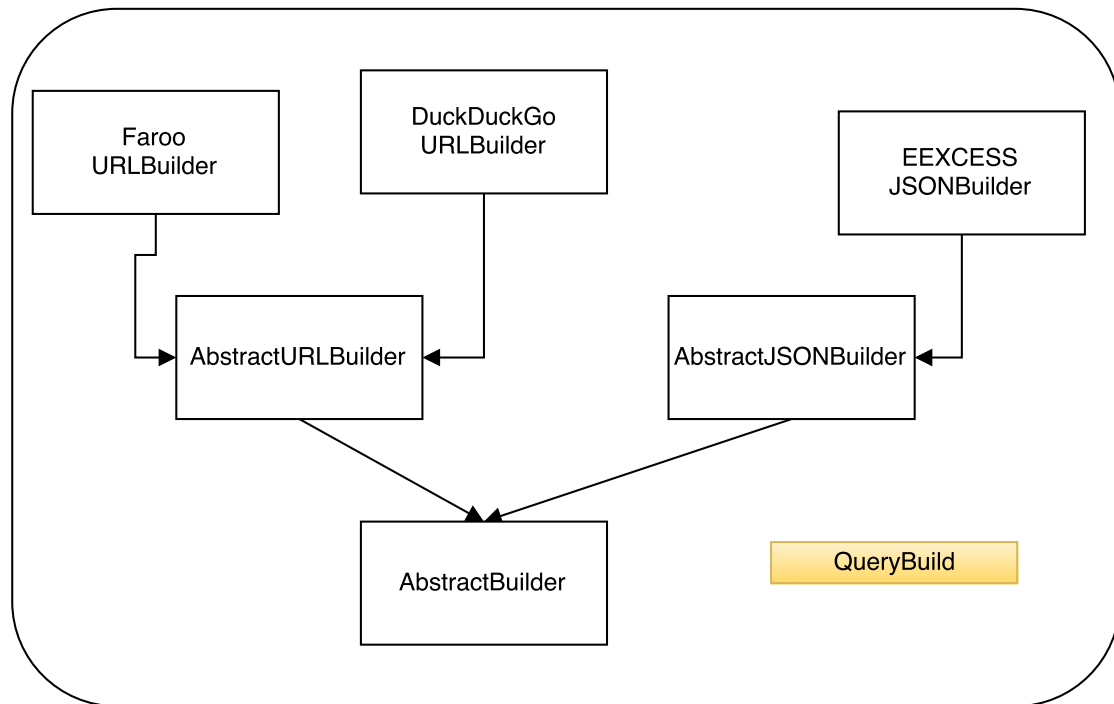 Faroo
URLBuilder
DuckDuckGo
URLBuilder
EEXCESS
JSONBuilder
AbstractURLBuilder
AbstractJSONBuilder
AbstractBuilder
QueryBuild